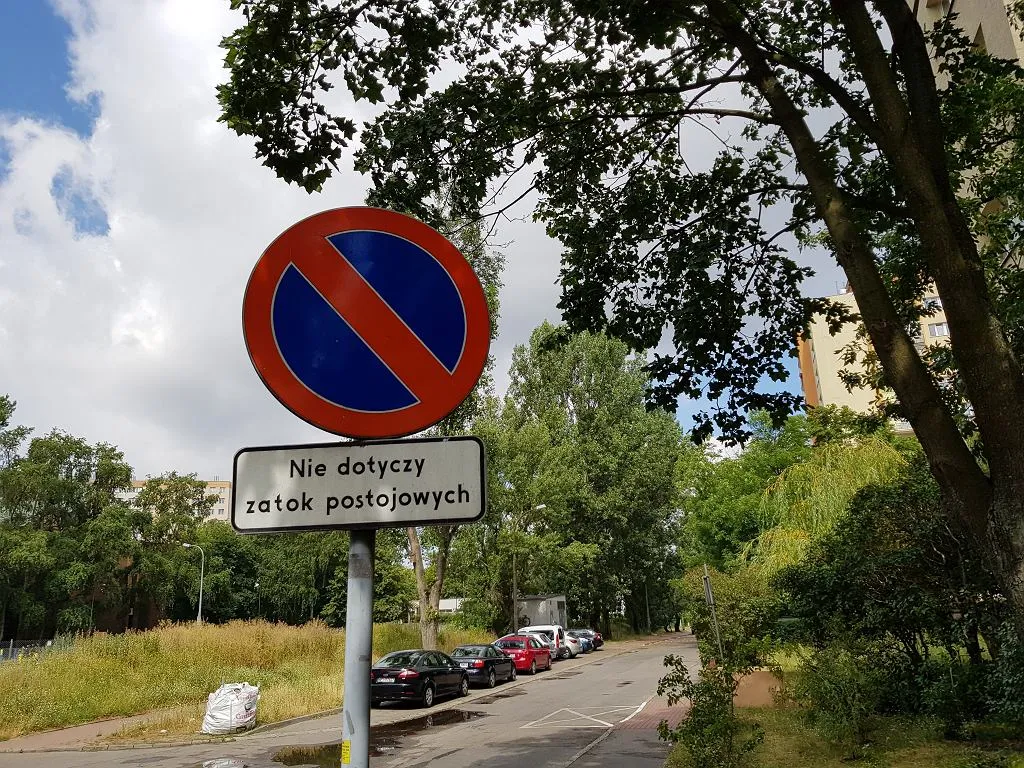 Nie dotyczy
zatok postojowych